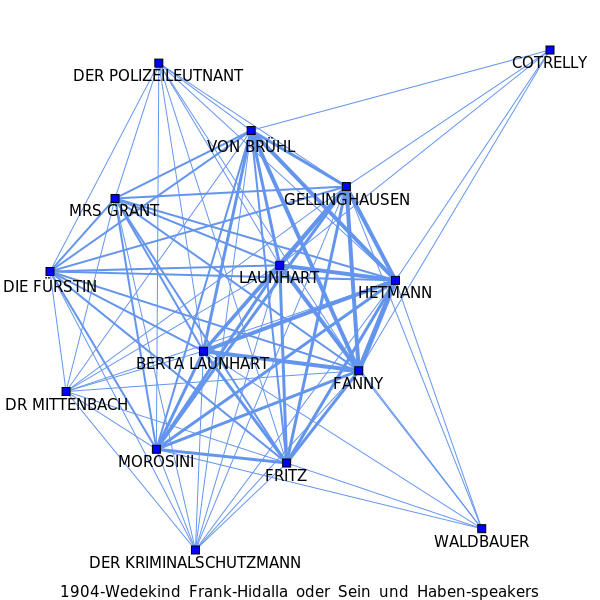 COTRELLY
DER POLIZEILEUTNANT
VON BRÜHL
GELLINGHAUSEN
MRS GRANT
LAUNHART
DIE FÜRSTIN
HETMANN
BERTA LAUNHART
FANNY
DR MITTENBACH
MOROSINI
FRITZ
WALDBAUER
DER KRIMINALSCHUTZMANN
1904-Wedekind Frank-Hidalla oder Sein und Haben-speakers